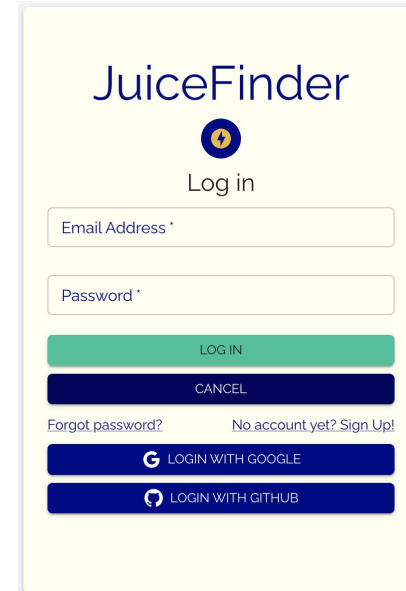 JuiceFinder
Log in
Email Address *
Password *
LOG IN
CANCEL
Forgot password? No account yet? Sign Up!
G LOGIN WITH GOOGLE
LOGIN WITH GITHUB